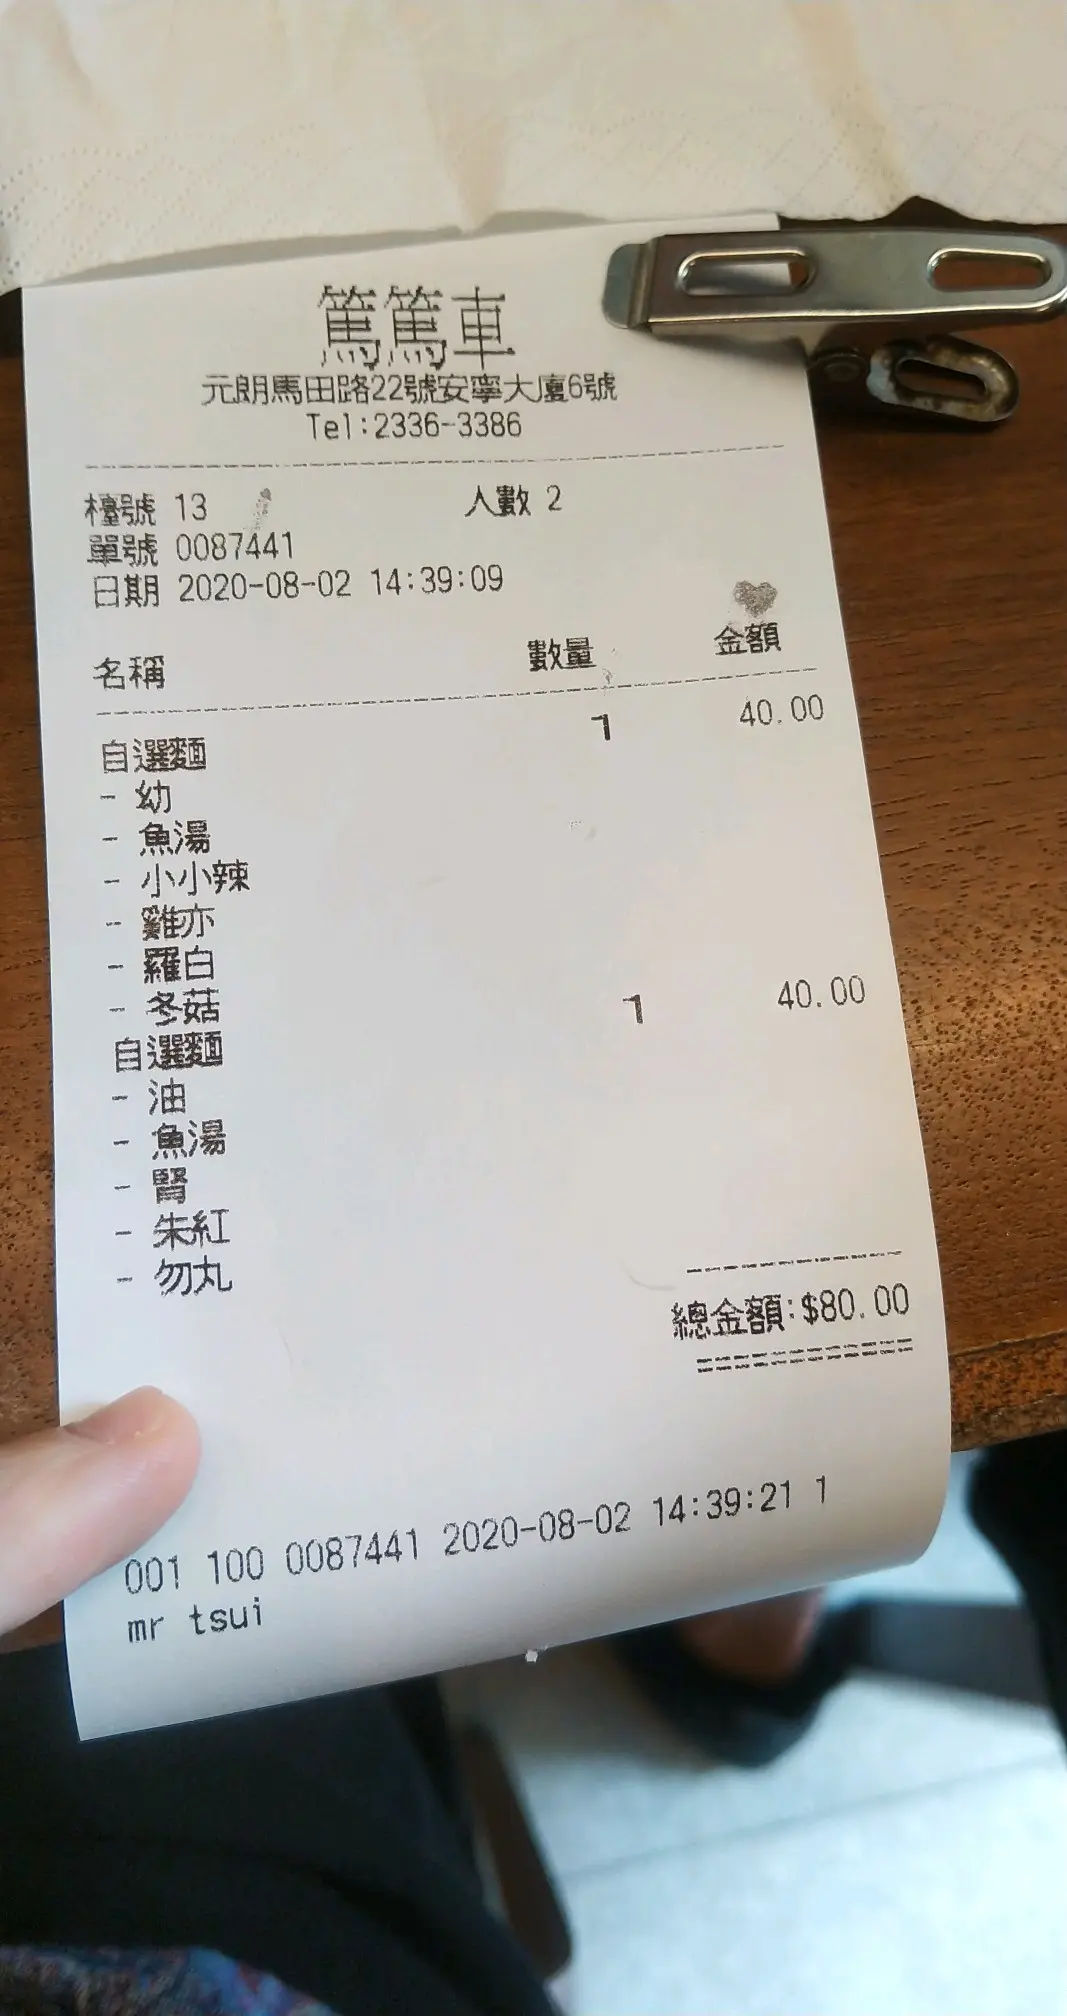 篤篤車
元朗馬田路22號安寧大廈6號
Tel:2336-3386
檯號 13 人數 2
單號 0087441
日期 2020-08-02 14:39:09
名稱 數量 金額
自選麵 1 40.00
- 幼
- 魚湯
- 小小辣
- 雞亦
- 羅白
- 冬菇
自選麵 1 40.00
- 油
- 魚湯
- 腎
- 朱紅
- 勿丸
總金額:$80.00
001 100 0087441 2020-08-02 14:39:21 1
mr tsui